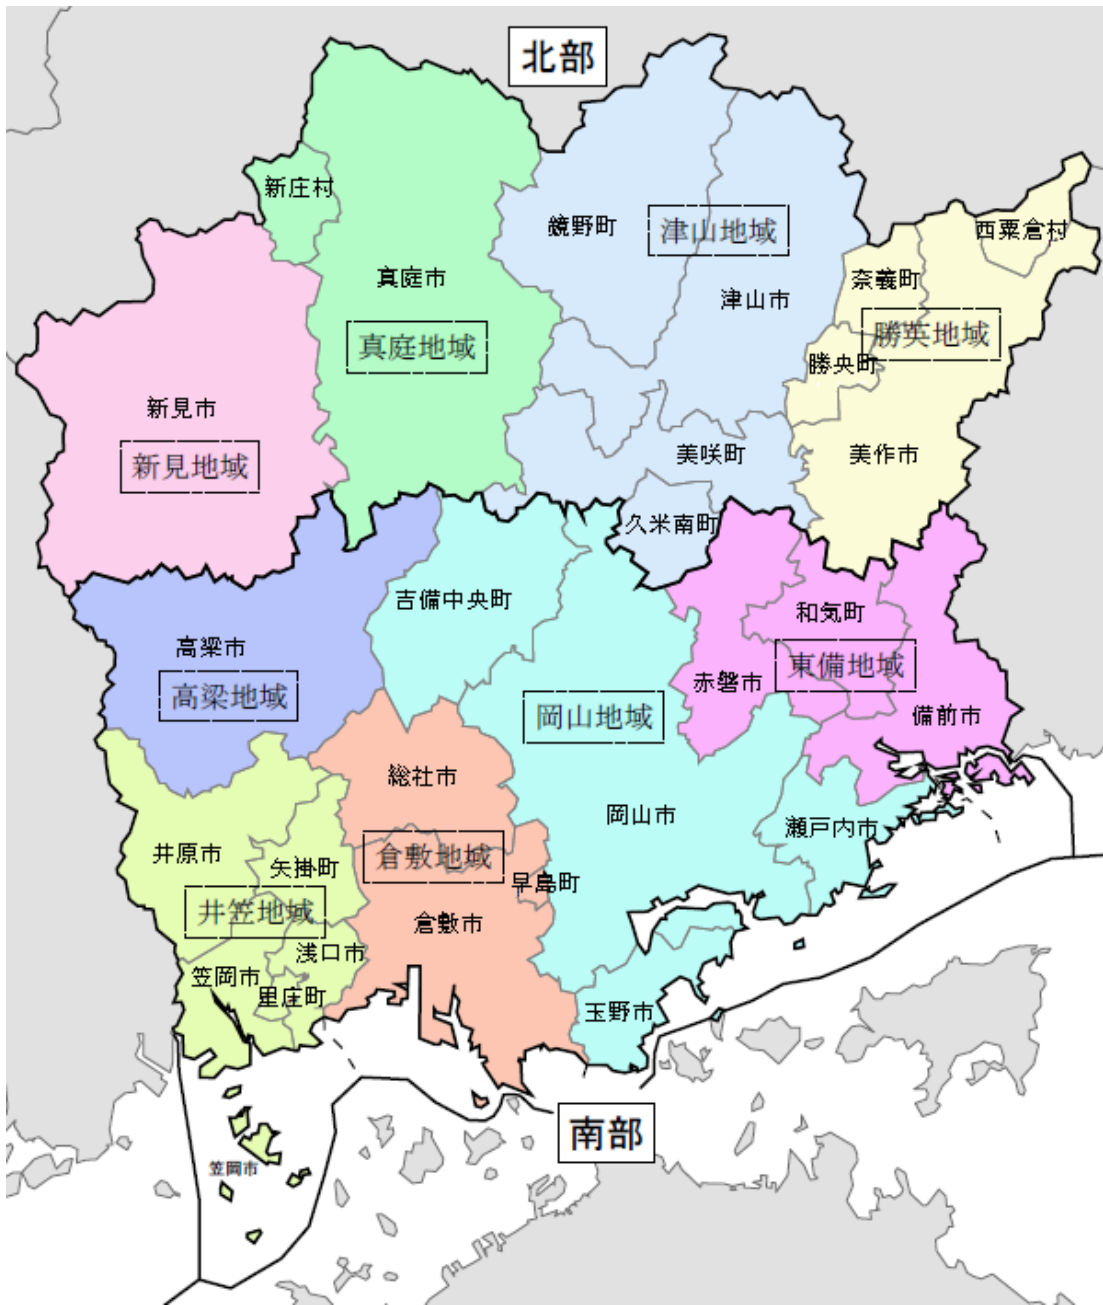 北部
新庄村
鏡野町
津山地域
西粟倉村
真庭市
奈義町
津山市
真庭地域
勝英地域
勝央町
新見市
美咲町
美作市
新見地域
久米南町
吉備中央町
和気町
高梁市
東備地域
赤磐市
高梁地域
岡山地域
備前市
総社市
岡山市
瀬戸内市
井原市
倉敷地域
矢掛町
早島町
井笠地域
倉敷市
浅口市
笠岡市
里庄町
玉野市
南部
笠岡市